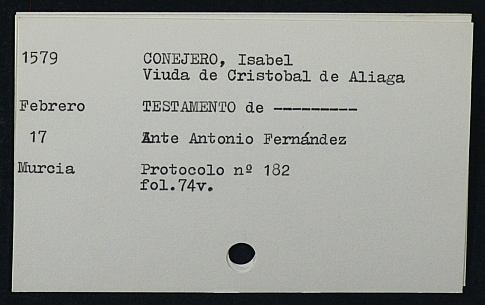 1579 CONEJERO, Isabel
Viuda de Cristobal de Aliaga
Febrero TESTAMENTO de ---------
17 Ante Antonio Fernández
Murcia Protocolo nº 182
fol.74v.